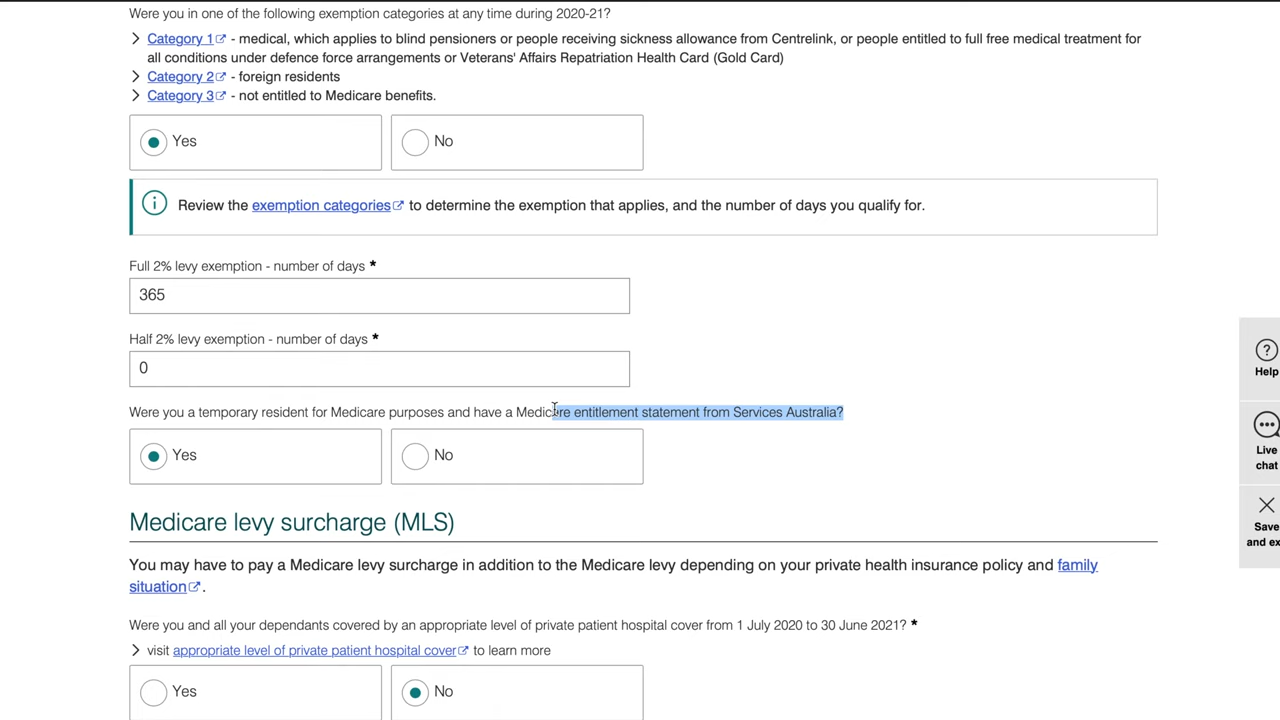 Were you in one of the following exemption categories at any time during 2020-21?
Category 1 - medical, which applies to blind pensioners or people receiving sickness allowance from Centrelink, or people entitled to full free medical treatment for
all conditions under defence force arrangements or Veterans' Affairs Repatriation Health Card (Gold Card)
Category 2 - foreign residents
Category 3 - not entitled to Medicare benefits.
Yes No
Review the exemption categories to determine the exemption that applies, and the number of days you qualify for.
Full 2% levy exemption - number of days *
365
Half 2% levy exemption - number of days *
0
Were you a temporary resident for Medicare purposes and have a Medicare entitlement statement from Services Australia?
Yes No
Medicare levy surcharge (MLS)
You may have to pay a Medicare levy surcharge in addition to the Medicare levy depending on your private health insurance policy and family
situation .
Were you and all your dependants covered by an appropriate level of private patient hospital cover from 1 July 2020 to 30 June 2021? *
visit appropriate level of private patient hospital cover to learn more
Yes No
? Help
Live
chat
Save
and ex